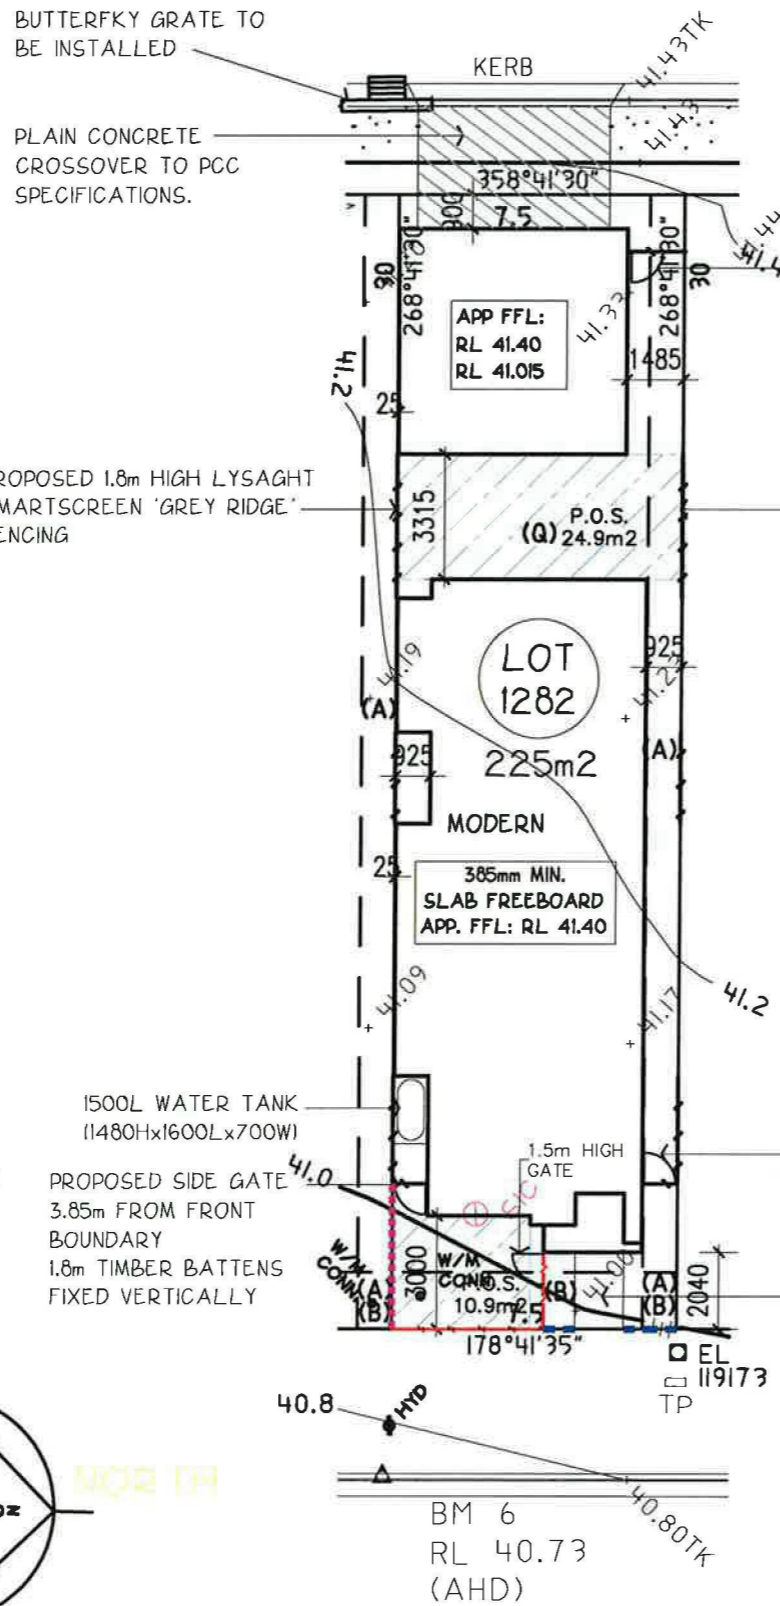 BUTTERFKY GRATE TO
BE INSTALLED
KERB
41.43TK
PLAIN CONCRETE
CROSSOVER TO PCC
SPECIFICATIONS.
41.43
358°41'30"
900
7.5
30
268°41'30"
268°41'30"
30
APP FFL:
RL 41.40
RL 41.015
41.33
1485
41.2
25
ROPOSED 1.8m HIGH LYSAGHT
MARTSCREEN 'GREY RIDGE'
ENCING
3315
P.O.S.
(Q) 24.9m2
LOT
1282
925
41.19
(A)
225m2
(A)
925
MODERN
25
385mm MIN.
SLAB FREEBOARD
APP. FFL: RL 41.40
41.09
41.17
41.2
1500L WATER TANK
(1480Hx1600Lx700W)
1.5m HIGH
GATE
41.0
SIC
PROPOSED SIDE GATE
3.85m FROM FRONT
BOUNDARY
1.8m TIMBER BATTENS
FIXED VERTICALLY
W/M
CONN.
(A)
(B)
3000
W/M
CONN.
P.O.S.
10.9m2
7.5
(B)
41.00
(A)
(B)
2040
178°41'35"
EL
119173
TP
40.8
HYD
NORTH
BM 6
RL 40.73
(AHD)
40.80TK